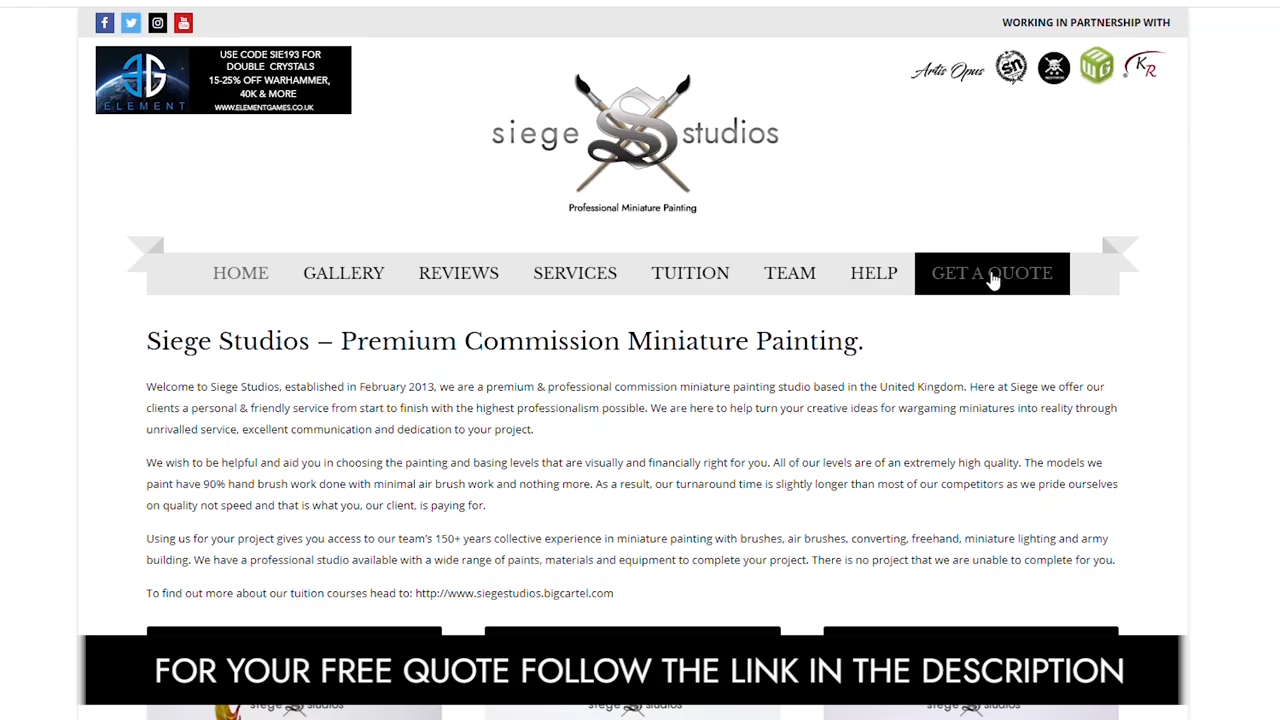 WORKING IN PARTNERSHIP WITH
USE CODE SIE193 FOR
DOUBLE CRYSTALS
15-25% OFF WARHAMMER,
40K & MORE
WWW.ELEMENTGAMES.CO.UK
ELEMENT
Artis Opus
sn
KR
siege S studios
Professional Miniature Painting
HOME GALLERY REVIEWS SERVICES TUITION TEAM HELP GET A QUOTE
Siege Studios – Premium Commission Miniature Painting.
Welcome to Siege Studios, established in February 2013, we are a premium & professional commission miniature painting studio based in the United Kingdom. Here at Siege we offer our
clients a personal & friendly service from start to finish with the highest professionalism possible. We are here to help turn your creative ideas for wargaming miniatures into reality through
unrivalled service, excellent communication and dedication to your project.
We wish to be helpful and aid you in choosing the painting and basing levels that are visually and financially right for you. All of our levels are of an extremely high quality. The models we
paint have 90% hand brush work done with minimal air brush work and nothing more. As a result, our turnaround time is slightly longer than most of our competitors as we pride ourselves
on quality not speed and that is what you, our client, is paying for.
Using us for your project gives you access to our team's 150+ years collective experience in miniature painting with brushes, air brushes, converting, freehand, miniature lighting and army
building. We have a professional studio available with a wide range of paints, materials and equipment to complete your project. There is no project that we are unable to complete for you.
To find out more about our tuition courses head to: http://www.siegestudios.bigcartel.com
FOR YOUR FREE QUOTE FOLLOW THE LINK IN THE DESCRIPTION